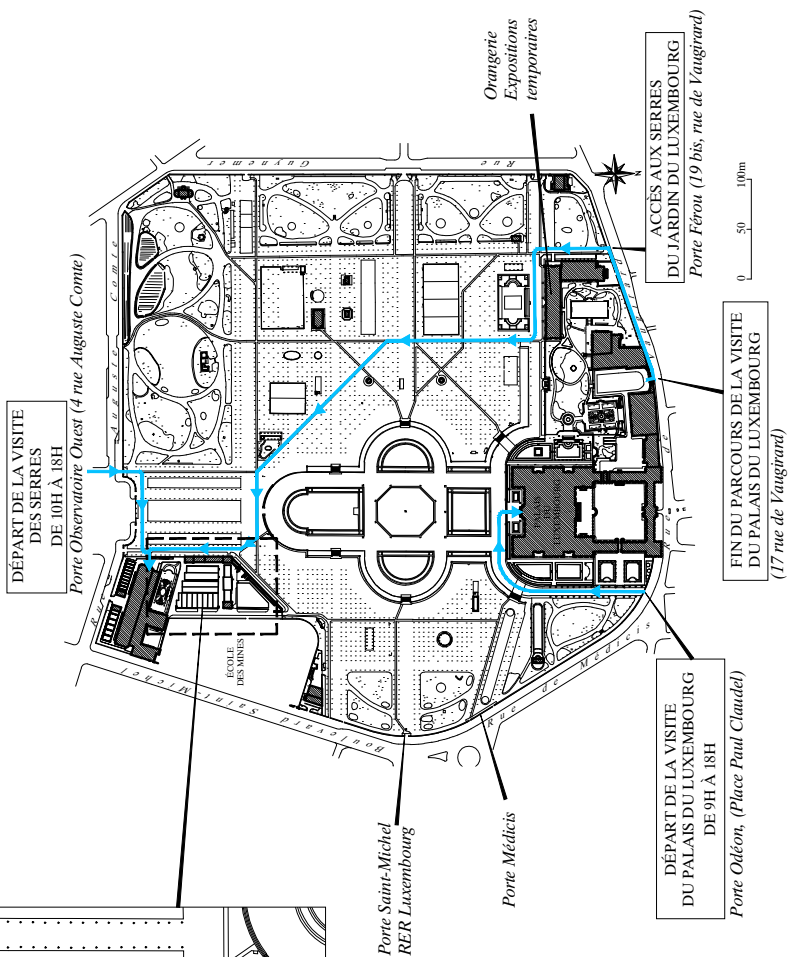 DÉPART DE LA VISITE
DES SERRES
DE 10H À 18H
Porte Observatoire Ouest (4 rue Auguste Comte)
Rue Auguste Comte
Rue Guynemer
Orangerie
Expositions
temporaires
ACCÈS AUX SERRES
DU JARDIN DU LUXEMBOURG
Porte Férou (19 bis, rue de Vaugirard)
N
0 50 100m
FIN DU PARCOURS DE LA VISITE
DU PALAIS DU LUXEMBOURG
(17 rue de Vaugirard)
Rue de Vaugirard
PALAIS
DU
LUXEMBOURG
DÉPART DE LA VISITE
DU PALAIS DU LUXEMBOURG
DE 9H À 18H
Porte Odéon, (Place Paul Claudel)
Rue de Médicis
Porte Médicis
Porte Saint-Michel
RER Luxembourg
Boulevard Saint-Michel
ÉCOLE
DES MINES